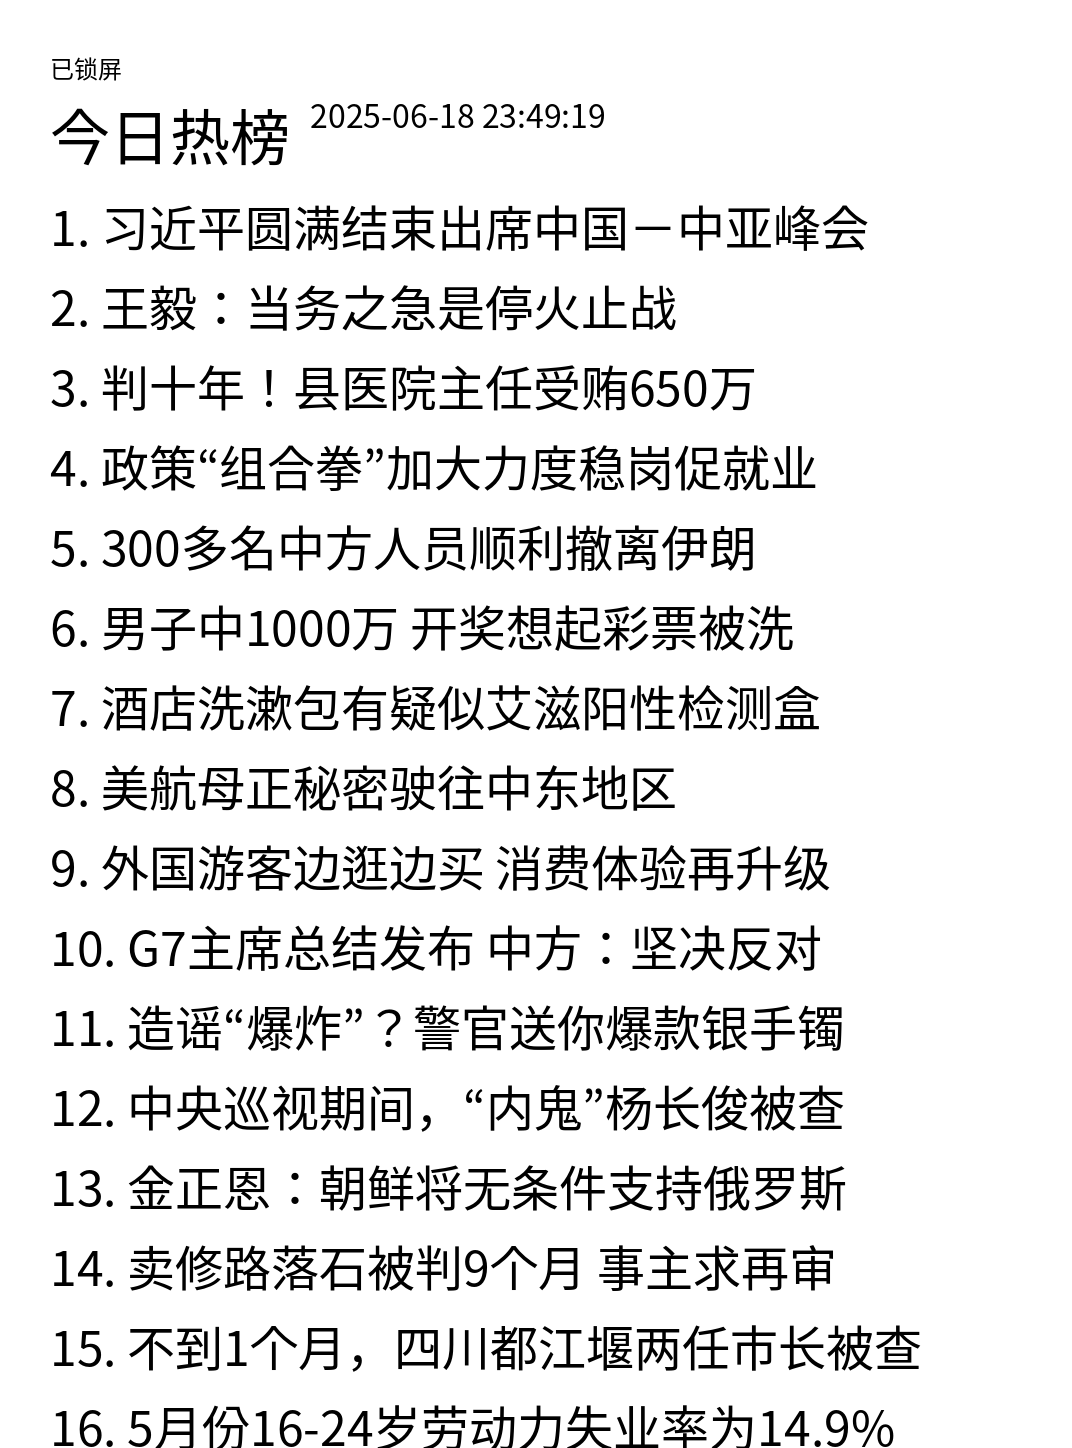 已锁屏
今日热榜 2025-06-18 23:49:19
1. 习近平圆满结束出席中国－中亚峰会
2. 王毅：当务之急是停火止战
3. 判十年！县医院主任受贿650万
4. 政策“组合拳”加大力度稳岗促就业
5. 300多名中方人员顺利撤离伊朗
6. 男子中1000万 开奖想起彩票被洗
7. 酒店洗漱包有疑似艾滋阳性检测盒
8. 美航母正秘密驶往中东地区
9. 外国游客边逛边买 消费体验再升级
10. G7主席总结发布 中方：坚决反对
11. 造谣“爆炸”？警官送你爆款银手镯
12. 中央巡视期间，“内鬼”杨长俊被查
13. 金正恩：朝鲜将无条件支持俄罗斯
14. 卖修路落石被判9个月 事主求再审
15. 不到1个月，四川都江堰两任市长被查
16. 5月份16-24岁劳动力失业率为14.9%